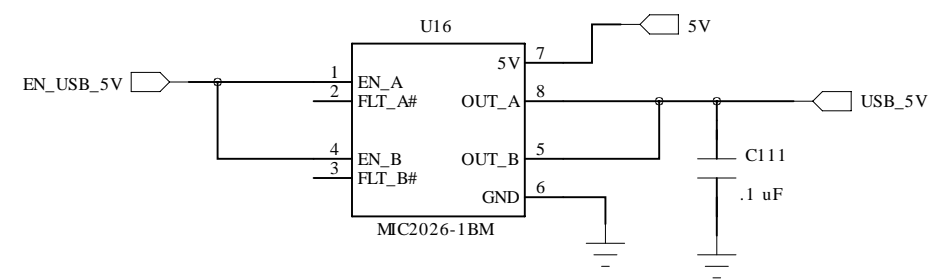 U16
5V
7
5V
EN_USB_5V
1
EN_A
2
FLT_A#
OUT_A
8
USB_5V
4
EN_B
3
FLT_B#
OUT_B
5
C111
GND
6
.1 uF
MIC2026-1BM